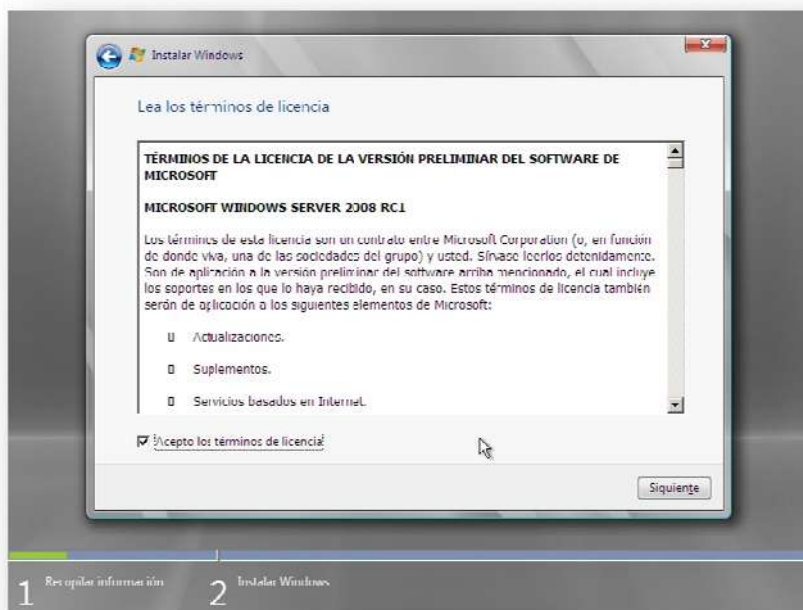 Instalar Windows
Lea los términos de licencia
TÉRMINOS DE LA LICENCIA DE LA VERSIÓN PRELIMINAR DEL SOFTWARE DE
MICROSOFT
MICROSOFT WINDOWS SERVER 2008 RC1
Los términos de esta licencia son un contrato entre Microsoft Corporation (o, en función
de donde viva, una de las sociedades del grupo) y usted. Sírvase leerlos detenidamente.
Son de aplicación a la versión preliminar del software arriba mencionado, el cual incluye
los soportes en los que lo haya recibido, en su caso. Estos términos de licencia también
serán de aplicación a los siguientes elementos de Microsoft:
Actualizaciones.
Suplementos.
Servicios basados en Internet.
Acepto los términos de licencia
Siguiente
1 Recopilar información
2 Instalar Windows